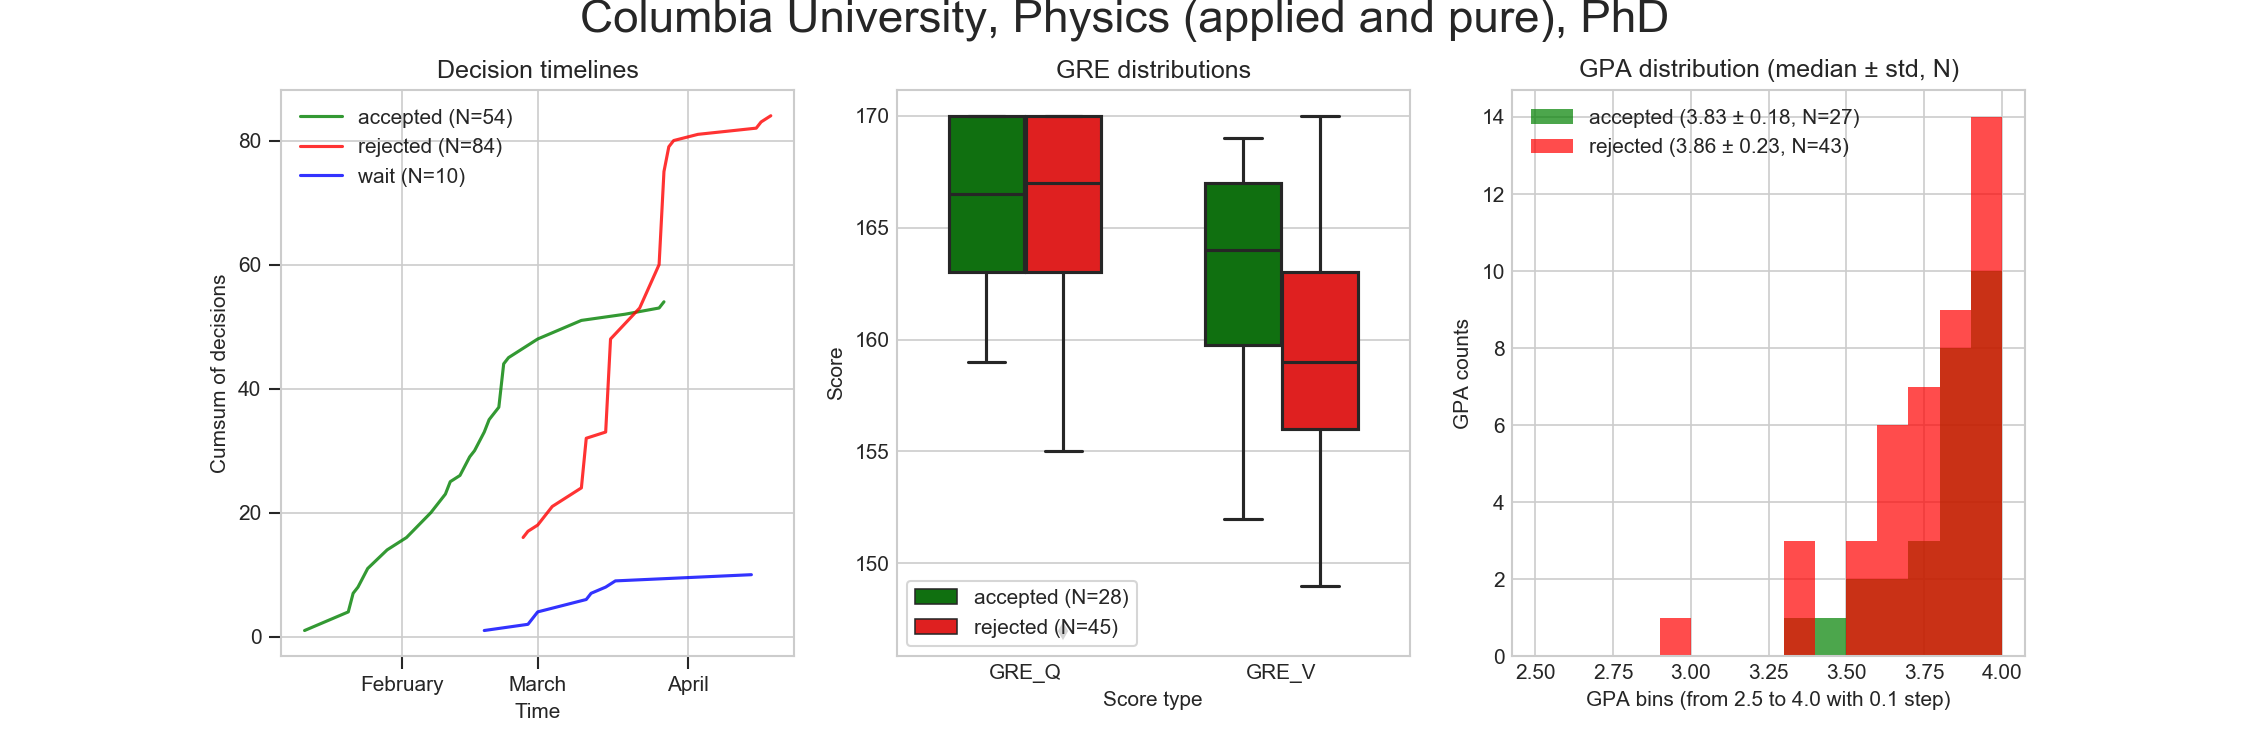 Columbia University, Physics (applied and pure), PhD
Decision timelines
accepted (N=54)
rejected (N=84)
wait (N=10)
80
60
40
20
0
Cumsum of decisions
February
March
April
Time
GRE distributions
170
165
160
155
150
Score
accepted (N=28)
rejected (N=45)
GRE_Q
GRE_V
Score type
GPA distribution (median ± std, N)
accepted (3.83 ± 0.18, N=27)
rejected (3.86 ± 0.23, N=43)
14
12
10
8
6
4
2
0
GPA counts
2.50
2.75
3.00
3.25
3.50
3.75
4.00
GPA bins (from 2.5 to 4.0 with 0.1 step)